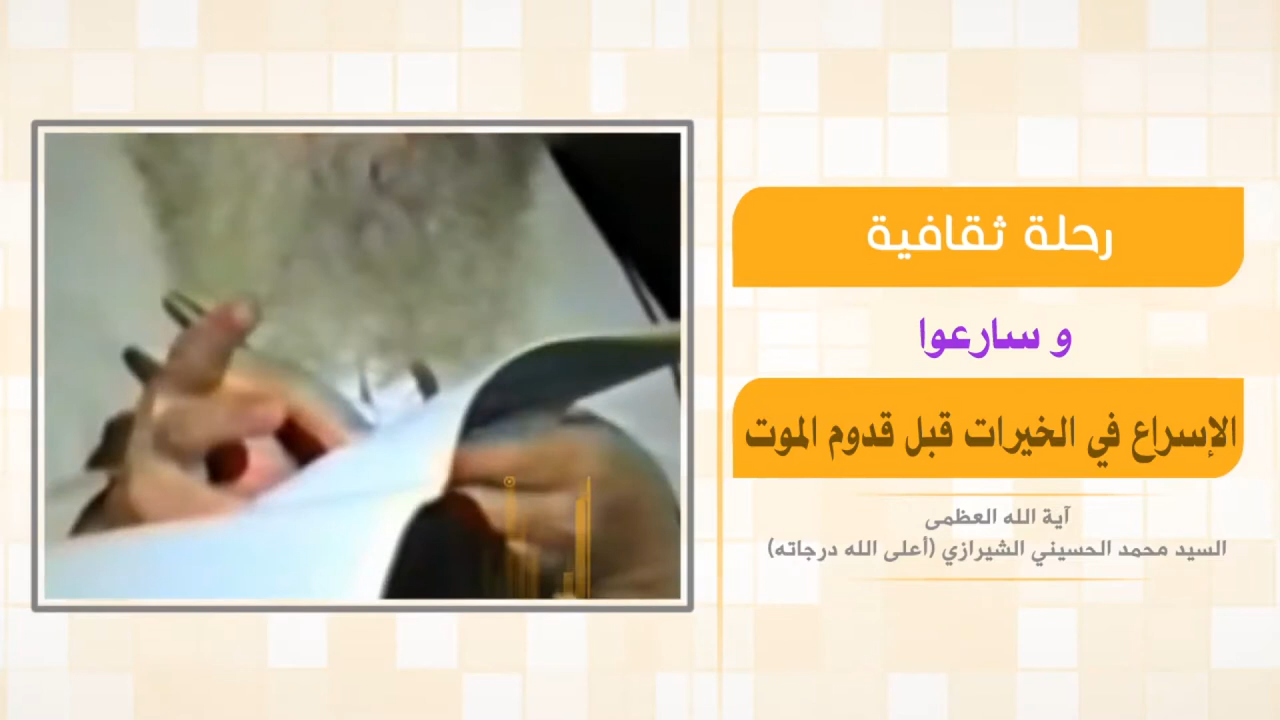 رحلة ثقافية
و سارعوا
الإسراع في الخيرات قبل قدوم الموت
آية الله العظمى
السيد محمد الحسيني الشيرازي (أعلى الله درجاته)